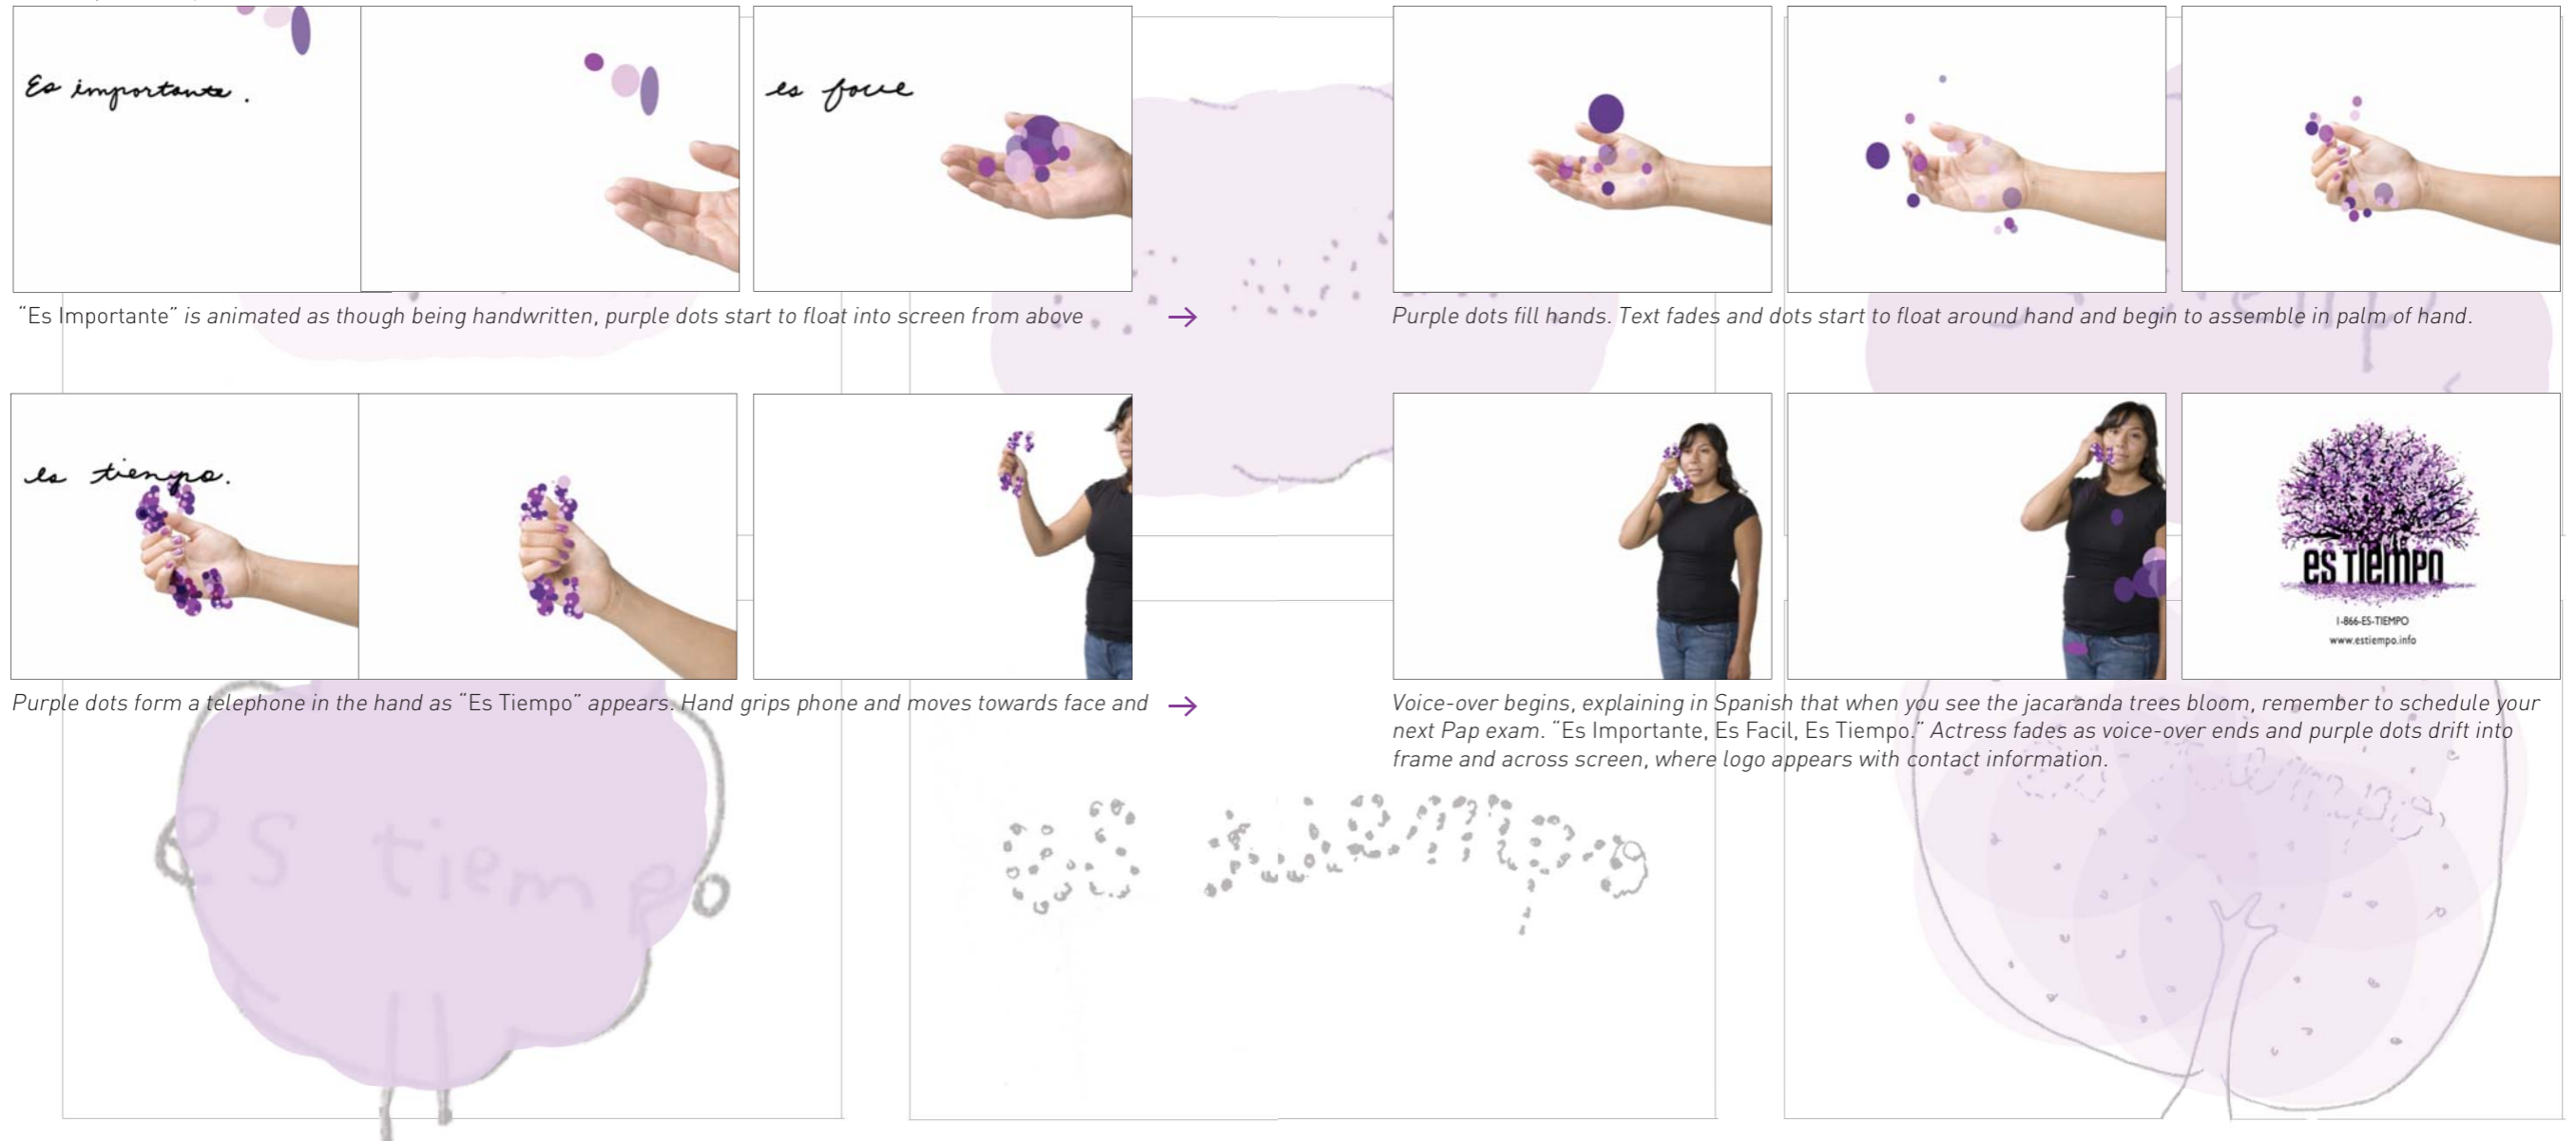 Es importante.
es facil
"Es Importante" is animated as though being handwritten, purple dots start to float into screen from above
→
Purple dots fill hands. Text fades and dots start to float around hand and begin to assemble in palm of hand.
es tiempo.
es Tiempo
1-866-ES-TIEMPO
www.estiempo.info
Purple dots form a telephone in the hand as "Es Tiempo" appears. Hand grips phone and moves towards face and
→
Voice-over begins, explaining in Spanish that when you see the jacaranda trees bloom, remember to schedule your
next Pap exam. "Es Importante, Es Facil, Es Tiempo." Actress fades as voice-over ends and purple dots drift into
frame and across screen, where logo appears with contact information.
es tiempo
es tiempo
es tiempo